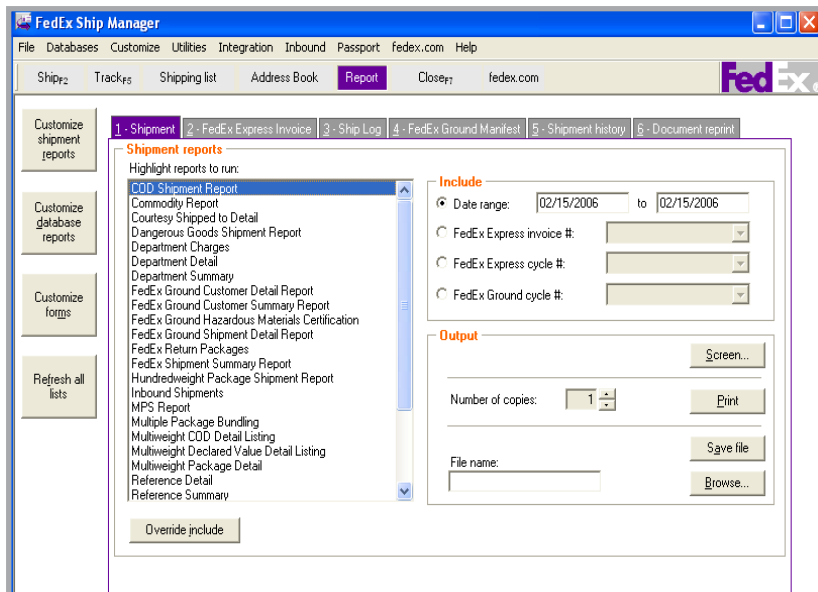 FedEx Ship Manager
File Databases Customize Utilities Integration Inbound Passport fedex.com Help
ShipF2 TrackF5 Shipping list Address Book Report CloseF7 fedex.com
FedEx
Customize shipment reports
Customize database reports
Customize forms
Refresh all lists
1 - Shipment 2 - FedEx Express Invoice 3 - Ship Log 4 - FedEx Ground Manifest 5 - Shipment history 6 - Document reprint
Shipment reports
Highlight reports to run:
COD Shipment Report
Commodity Report
Courtesy Shipped to Detail
Dangerous Goods Shipment Report
Department Charges
Department Detail
Department Summary
FedEx Ground Customer Detail Report
FedEx Ground Customer Summary Report
FedEx Ground Hazardous Materials Certification
FedEx Ground Shipment Detail Report
FedEx Return Packages
FedEx Shipment Summary Report
Hundredweight Package Shipment Report
Inbound Shipments
MPS Report
Multiple Package Bundling
Multiweight COD Detail Listing
Multiweight Declared Value Detail Listing
Multiweight Package Detail
Reference Detail
Reference Summary
Override include
Include
Date range: 02/15/2006 to 02/15/2006
FedEx Express invoice #:
FedEx Express cycle #:
FedEx Ground cycle #:
Output
Screen...
Number of copies: 1 Print
Save file
File name:
Browse...